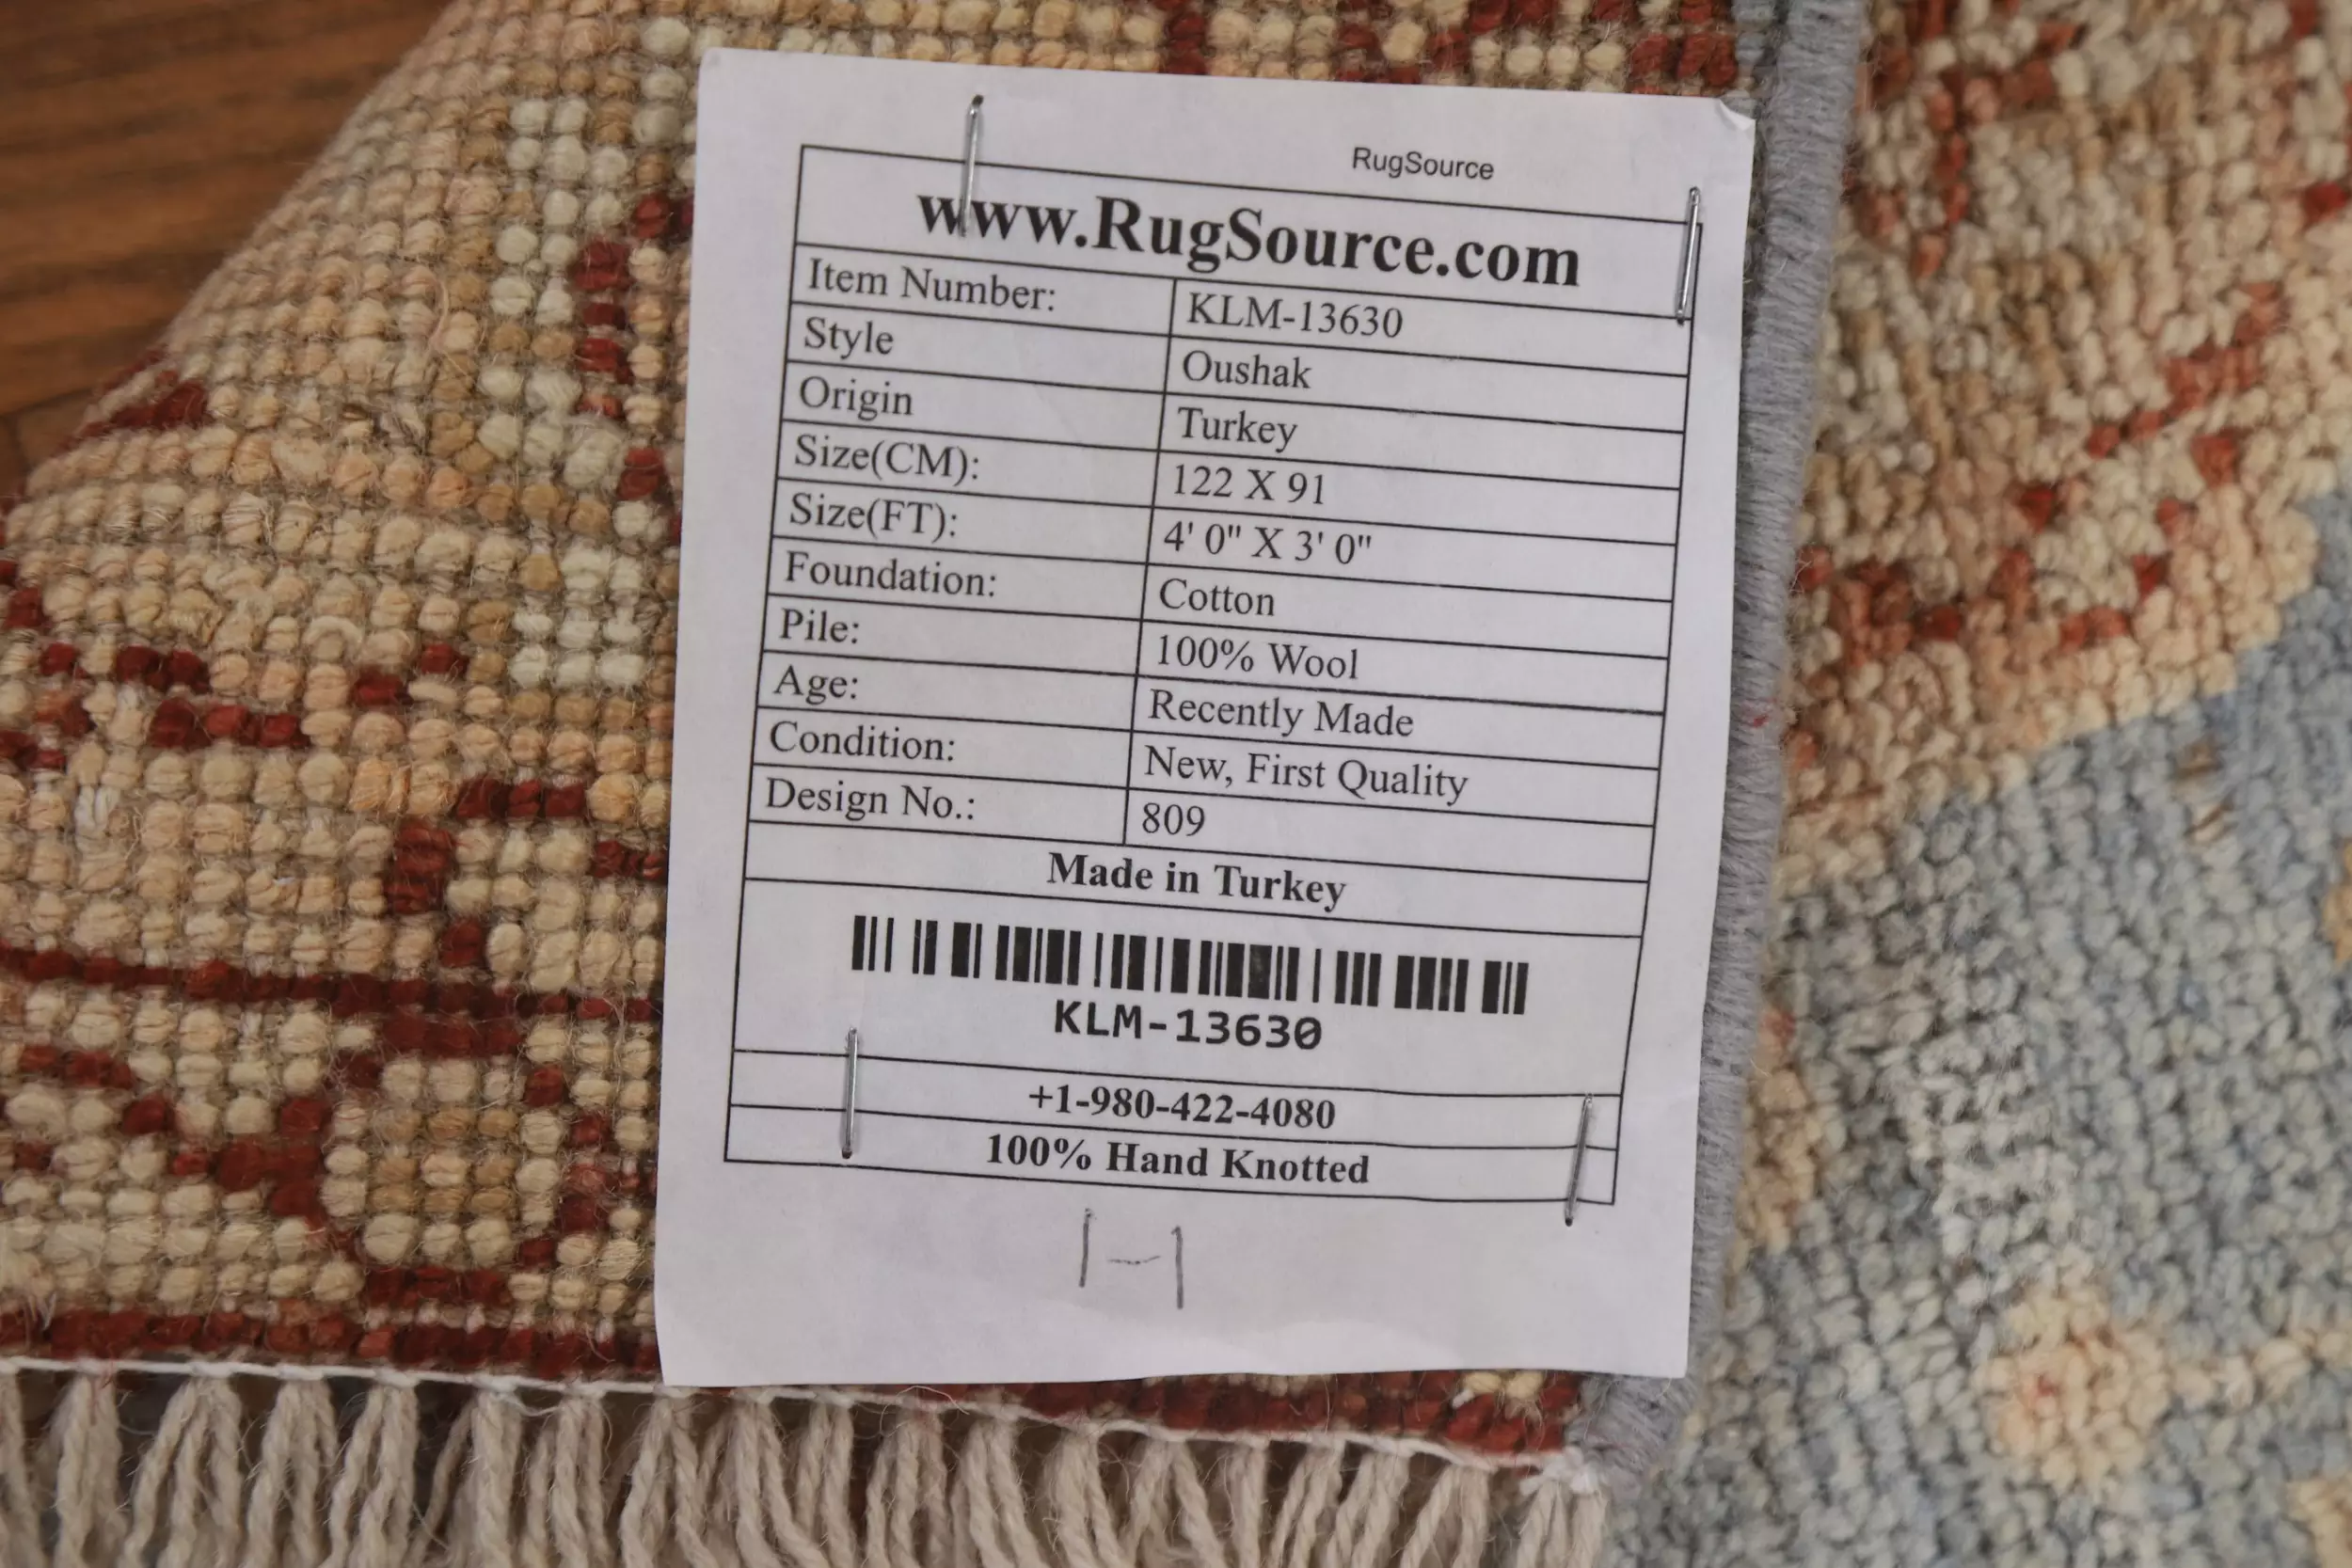 RugSource
www.RugSource.com
Item Number: KLM-13630
Style Oushak
Origin Turkey
Size(CM): 122 X 91
Size(FT): 4' 0" X 3' 0"
Foundation: Cotton
Pile: 100% Wool
Age: Recently Made
Condition: New, First Quality
Design No.: 809
Made in Turkey
KLM-13630
+1-980-422-4080
100% Hand Knotted
1-1